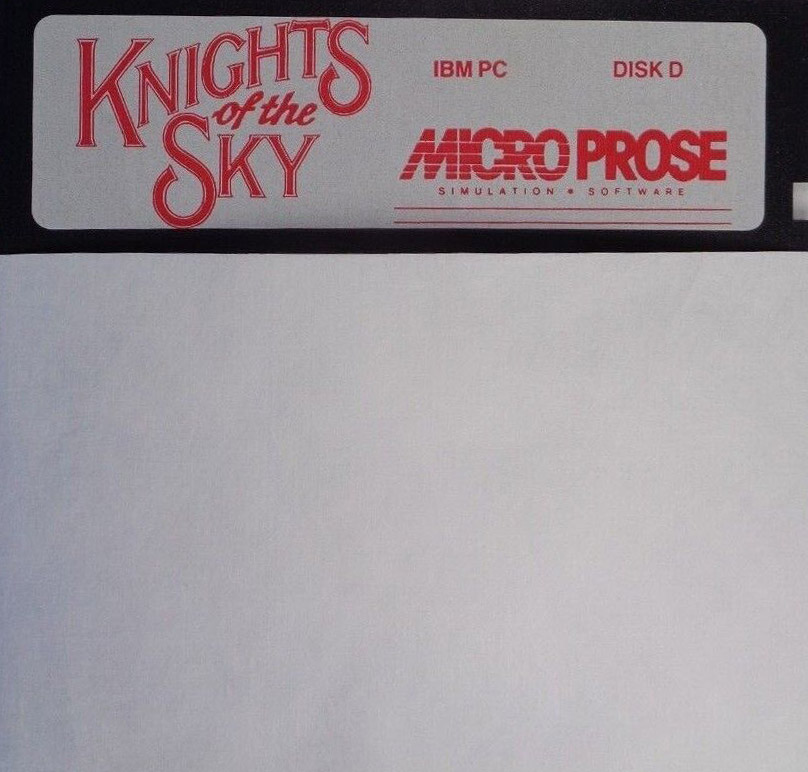 KNIGHTS
of the
SKY
IBM PC
DISK D
MICRO PROSE
SIMULATION • SOFTWARE